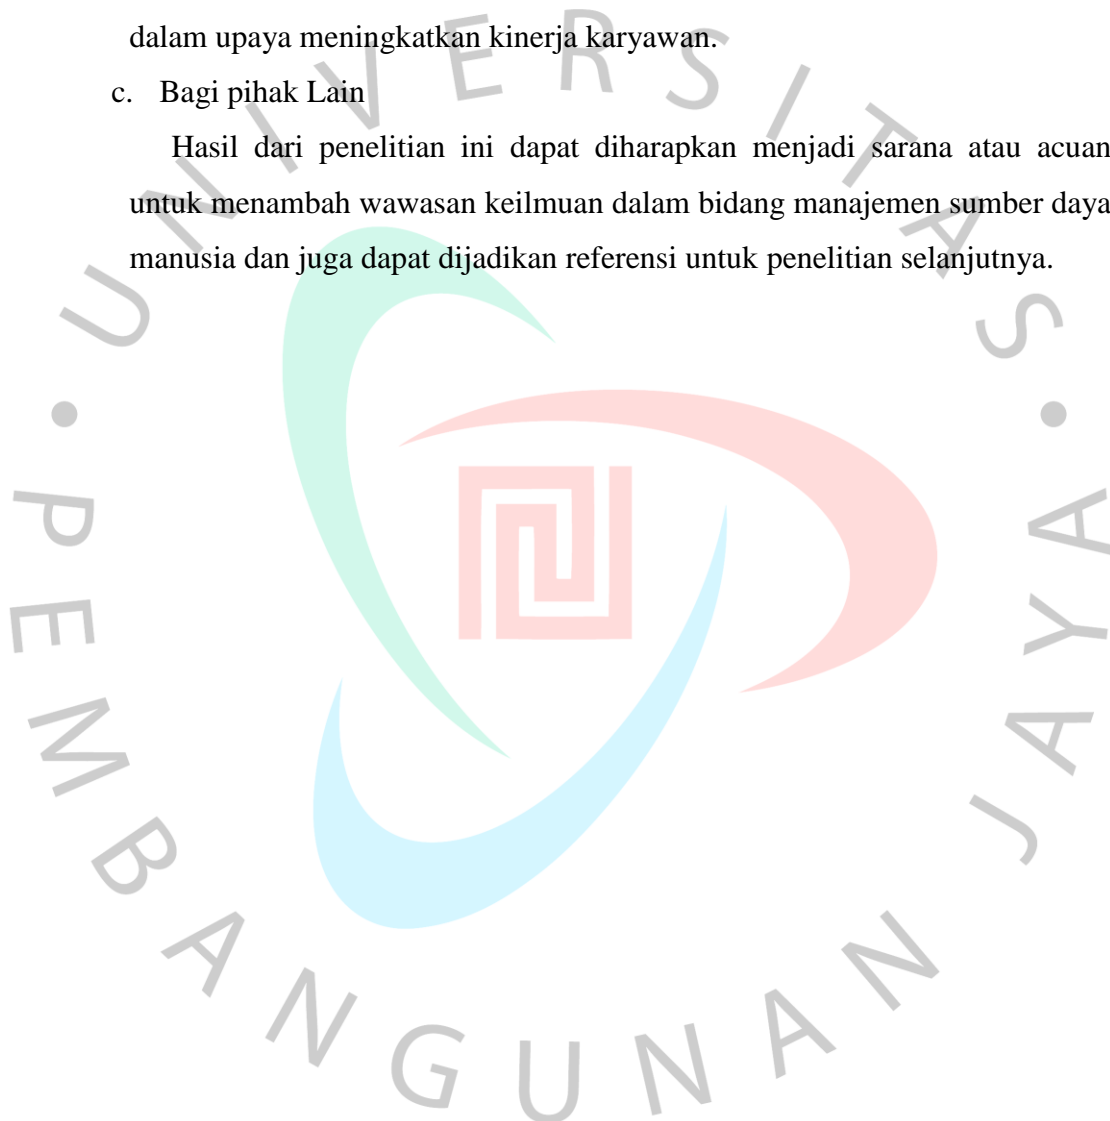 dalam upaya meningkatkan kinerja karyawan.
c. Bagi pihak Lain
Hasil dari penelitian ini dapat diharapkan menjadi sarana atau acuan
untuk menambah wawasan keilmuan dalam bidang manajemen sumber daya
manusia dan juga dapat dijadikan referensi untuk penelitian selanjutnya.
UNIVERSITAS • PEMBANGUNAN JAYA •